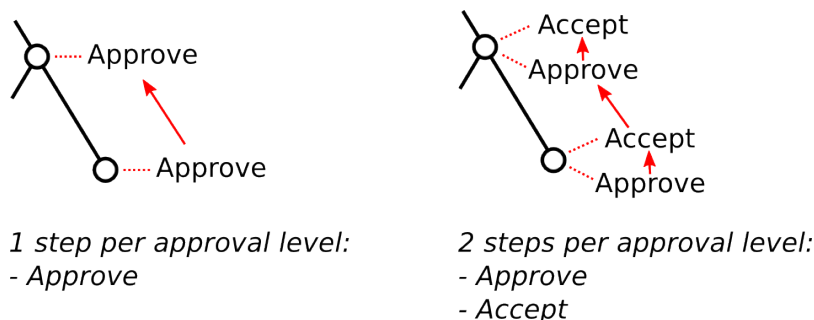 Approve
Approve
1 step per approval level:
- Approve
Accept
Approve
Accept
Approve
2 steps per approval level:
- Approve
- Accept